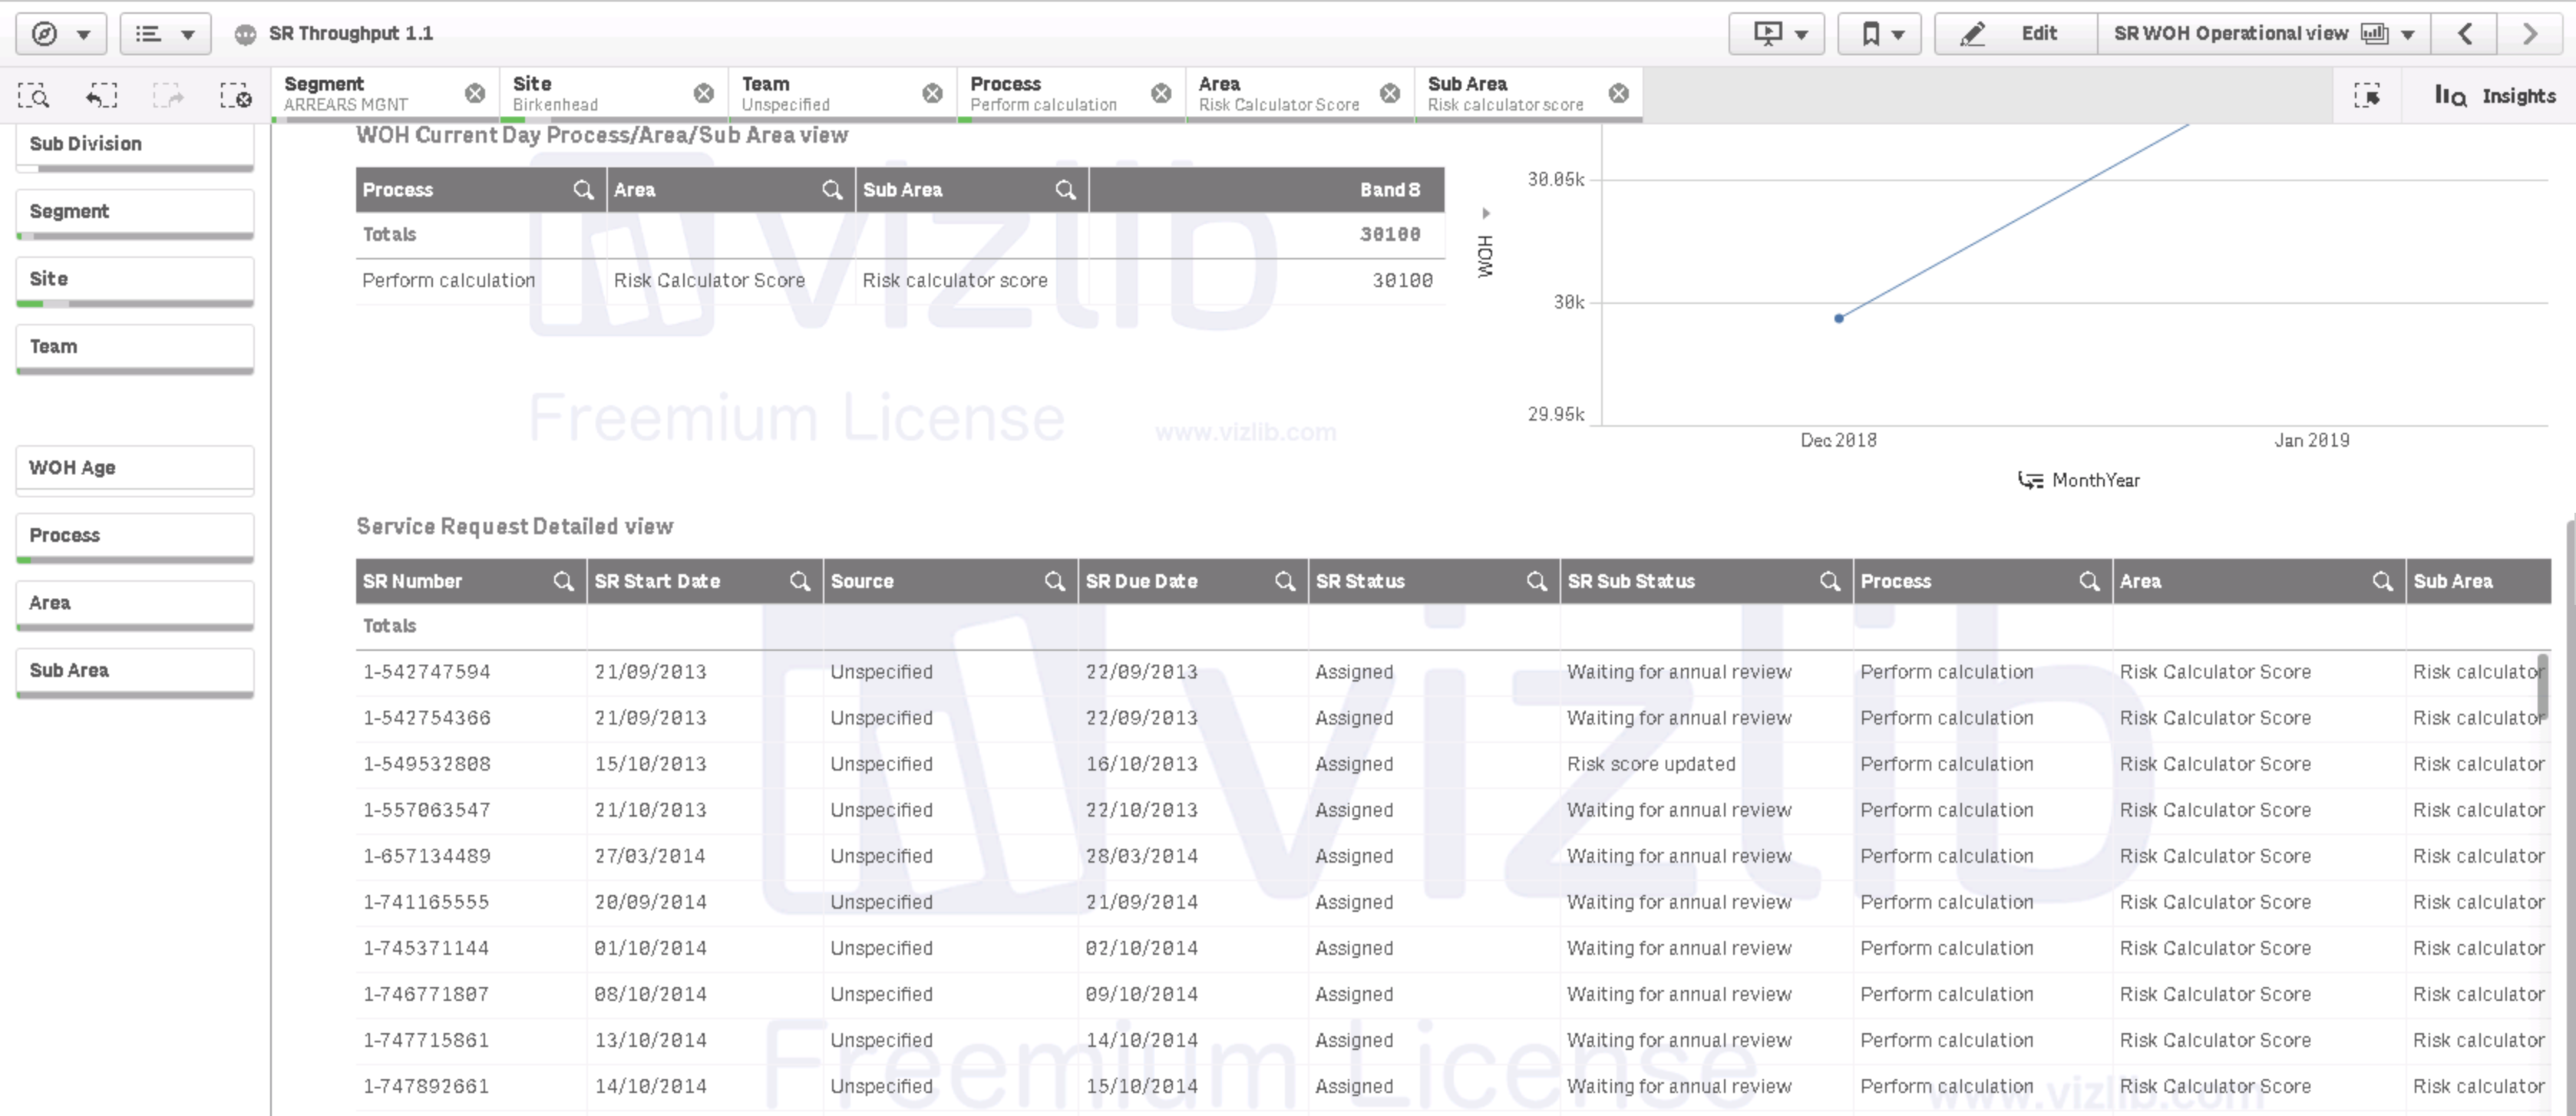 SR Throughput 1.1
Edit
SR WOH Operational view
Segment
ARREARS MGNT
Site
Birkenhead
Team
Unspecified
Process
Perform calculation
Area
Risk Calculator Score
Sub Area
Risk calculator score
Insights
Sub Division
Segment
Site
Team
WOH Age
Process
Area
Sub Area
WOH Current Day Process/Area/Sub Area view
Process Area Sub Area Band 8
Totals 30100
Perform calculation Risk Calculator Score Risk calculator score 30100
vizlib
Freemium License www.vizlib.com
WOH
30.05k
30k
29.95k
Dec 2018 Jan 2019
MonthYear
Service Request Detailed view
SR Number SR Start Date Source SR Due Date SR Status SR Sub Status Process Area Sub Area
Totals
1-542747594 21/09/2013 Unspecified 22/09/2013 Assigned Waiting for annual review Perform calculation Risk Calculator Score Risk calculator
1-542754366 21/09/2013 Unspecified 22/09/2013 Assigned Waiting for annual review Perform calculation Risk Calculator Score Risk calculator
1-549532808 15/10/2013 Unspecified 16/10/2013 Assigned Risk score updated Perform calculation Risk Calculator Score Risk calculator
1-557063547 21/10/2013 Unspecified 22/10/2013 Assigned Waiting for annual review Perform calculation Risk Calculator Score Risk calculator
1-657134489 27/03/2014 Unspecified 28/03/2014 Assigned Waiting for annual review Perform calculation Risk Calculator Score Risk calculator
1-741165555 20/09/2014 Unspecified 21/09/2014 Assigned Waiting for annual review Perform calculation Risk Calculator Score Risk calculator
1-745371144 01/10/2014 Unspecified 02/10/2014 Assigned Waiting for annual review Perform calculation Risk Calculator Score Risk calculator
1-746771807 08/10/2014 Unspecified 09/10/2014 Assigned Waiting for annual review Perform calculation Risk Calculator Score Risk calculator
1-747715861 13/10/2014 Unspecified 14/10/2014 Assigned Waiting for annual review Perform calculation Risk Calculator Score Risk calculator
1-747892661 14/10/2014 Unspecified 15/10/2014 Assigned Waiting for annual review Perform calculation Risk Calculator Score Risk calculator
vizlib
Freemium License www.vizlib.com